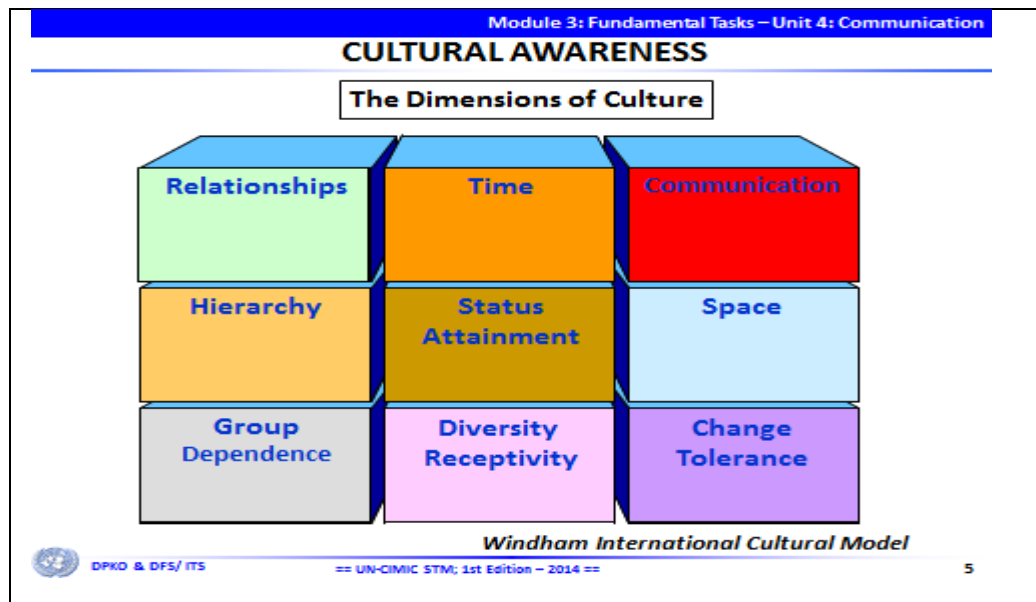 Module 3: Fundamental Tasks – Unit 4: Communication
CULTURAL AWARENESS
The Dimensions of Culture
Relationships
Time
Communication
Hierarchy
Status
Attainment
Space
Group
Dependence
Diversity
Receptivity
Change
Tolerance
Windham International Cultural Model
DPKO & DFS/ ITS
== UN-CIMIC STM; 1st Edition – 2014 ==
5